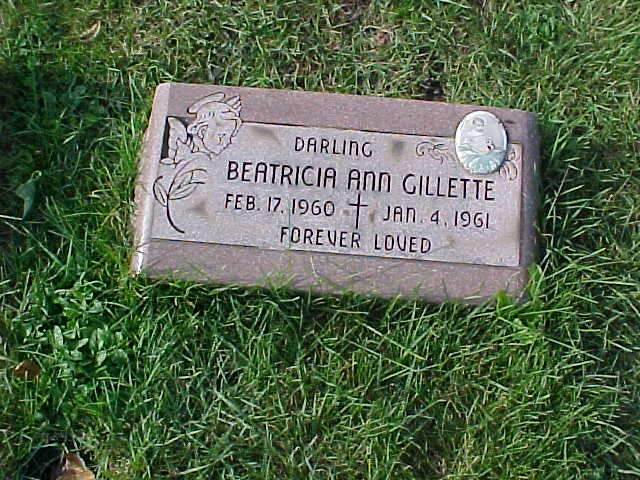 DARLING
BEATRICIA ANN GILLETTE
FEB. 17, 1960 † JAN. 4, 1961
FOREVER LOVED